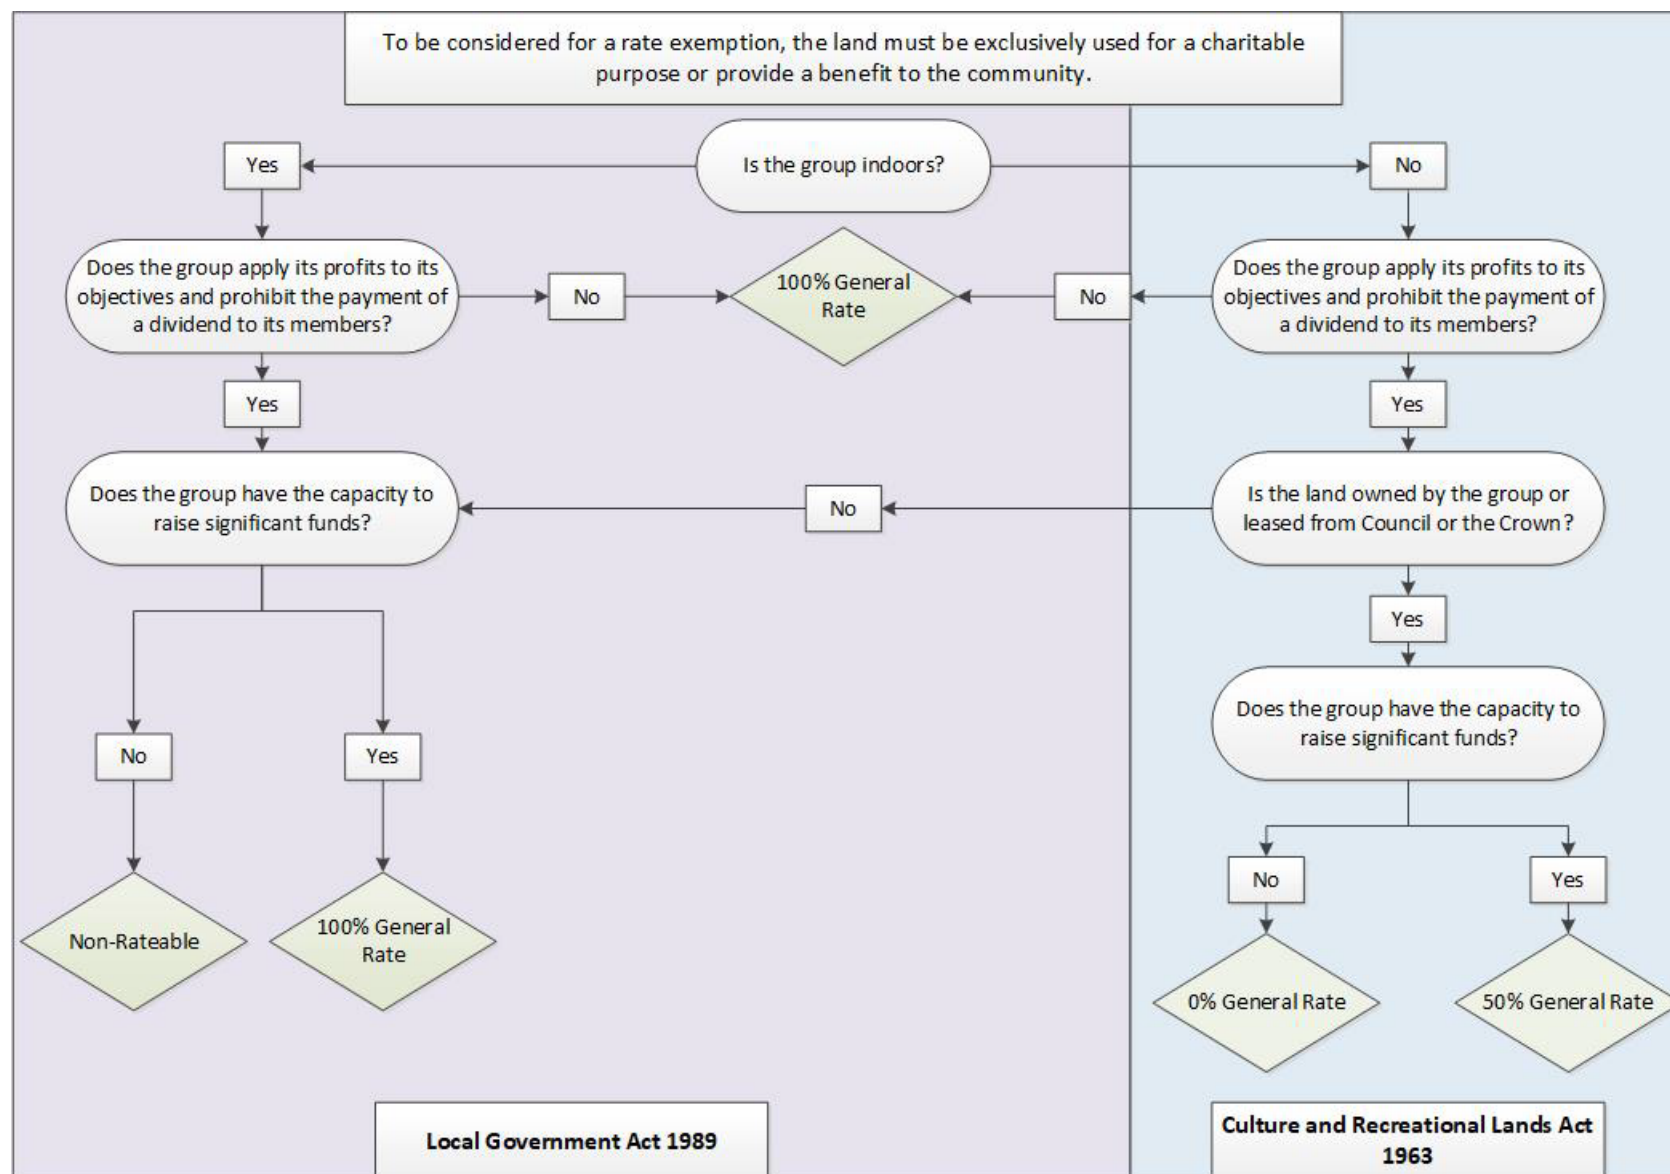 To be considered for a rate exemption, the land must be exclusively used for a charitable
purpose or provide a benefit to the community.
Yes
Is the group indoors?
No
Does the group apply its profits to its
objectives and prohibit the payment of
a dividend to its members?
No
100% General
Rate
No
Does the group apply its profits to its
objectives and prohibit the payment of
a dividend to its members?
Yes
Yes
Does the group have the capacity to
raise significant funds?
No
Is the land owned by the group or
leased from Council or the Crown?
Yes
Does the group have the capacity to
raise significant funds?
No
Yes
No
Yes
Non-Rateable
100% General
Rate
0% General Rate
50% General Rate
Local Government Act 1989
Culture and Recreational Lands Act
1963